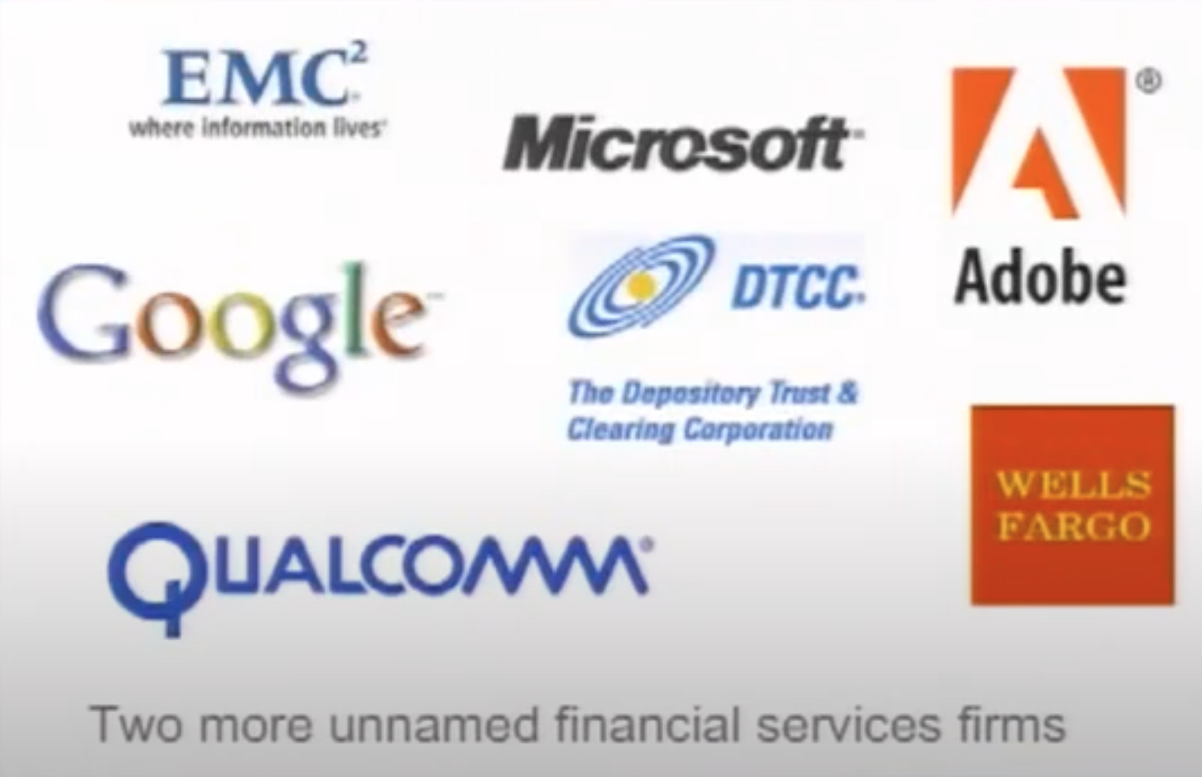 EMC²
where information lives®
Microsoft
®
Adobe
Google™
DTCC
The Depository Trust &
Clearing Corporation
WELLS
FARGO
QUALCOMM®
Two more unnamed financial services firms